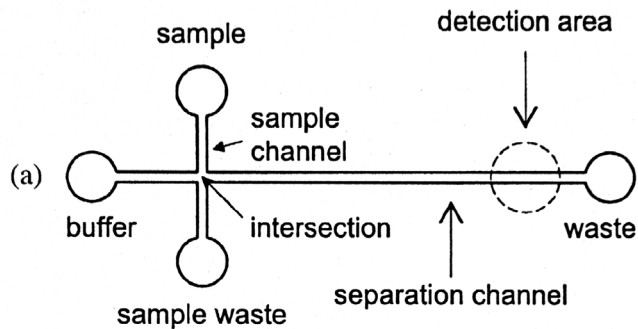 sample
detection area
sample
channel
(a)
buffer
intersection
waste
sample waste
separation channel